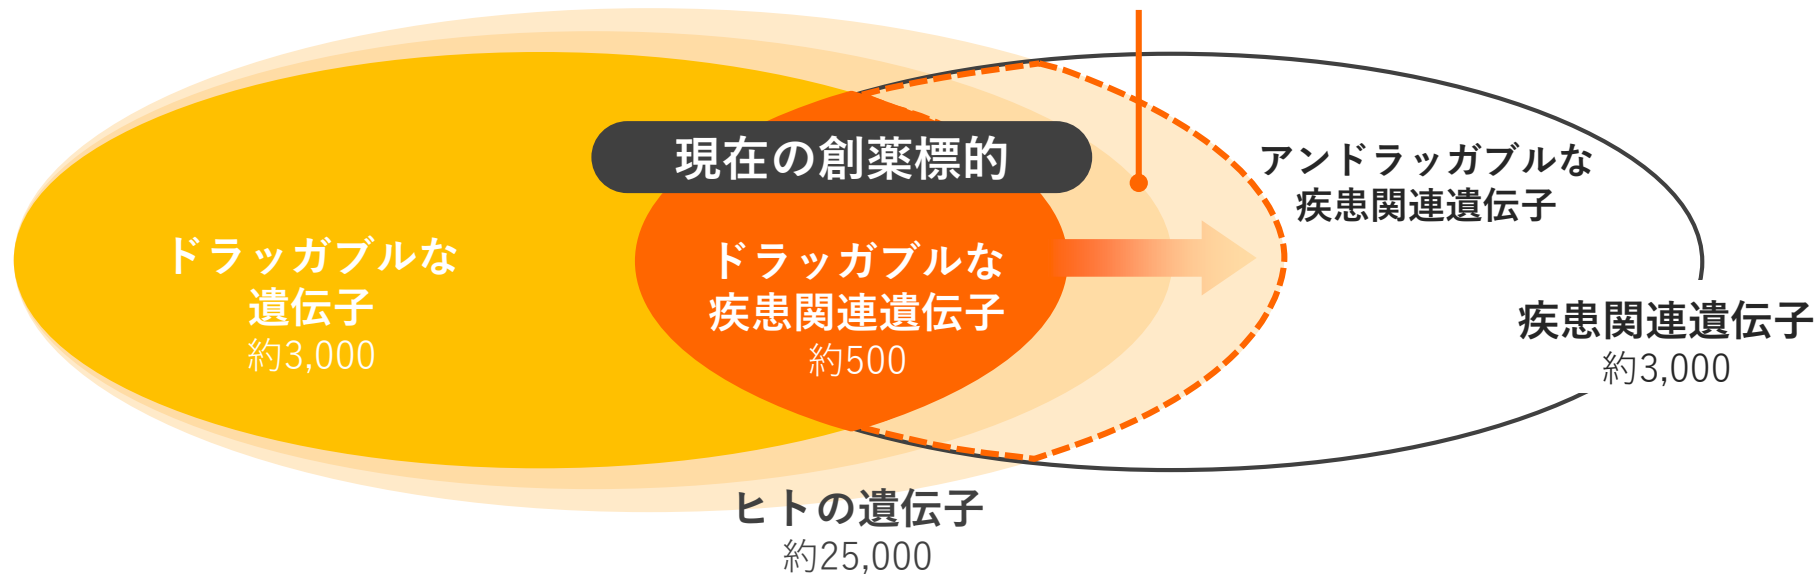 現在の創薬標的
ドラッガブルな
遺伝子
約3,000
ドラッガブルな
疾患関連遺伝子
約500
アンドラッガブルな
疾患関連遺伝子
疾患関連遺伝子
約3,000
ヒトの遺伝子
約25,000